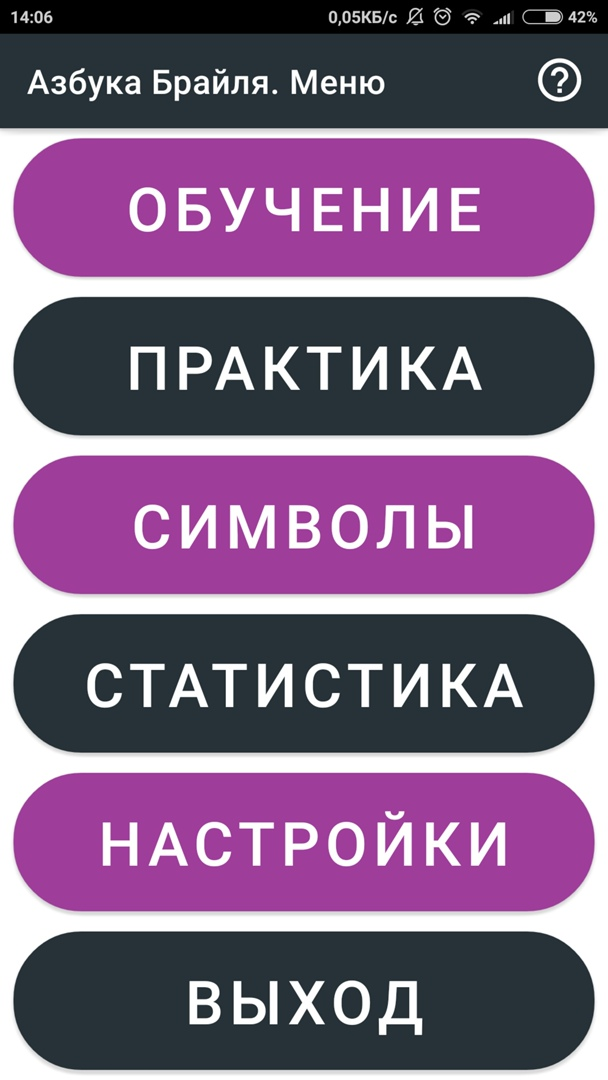 14:06 0,05КБ/с 42%
Азбука Брайля. Меню
ОБУЧЕНИЕ
ПРАКТИКА
СИМВОЛЫ
СТАТИСТИКА
НАСТРОЙКИ
ВЫХОД